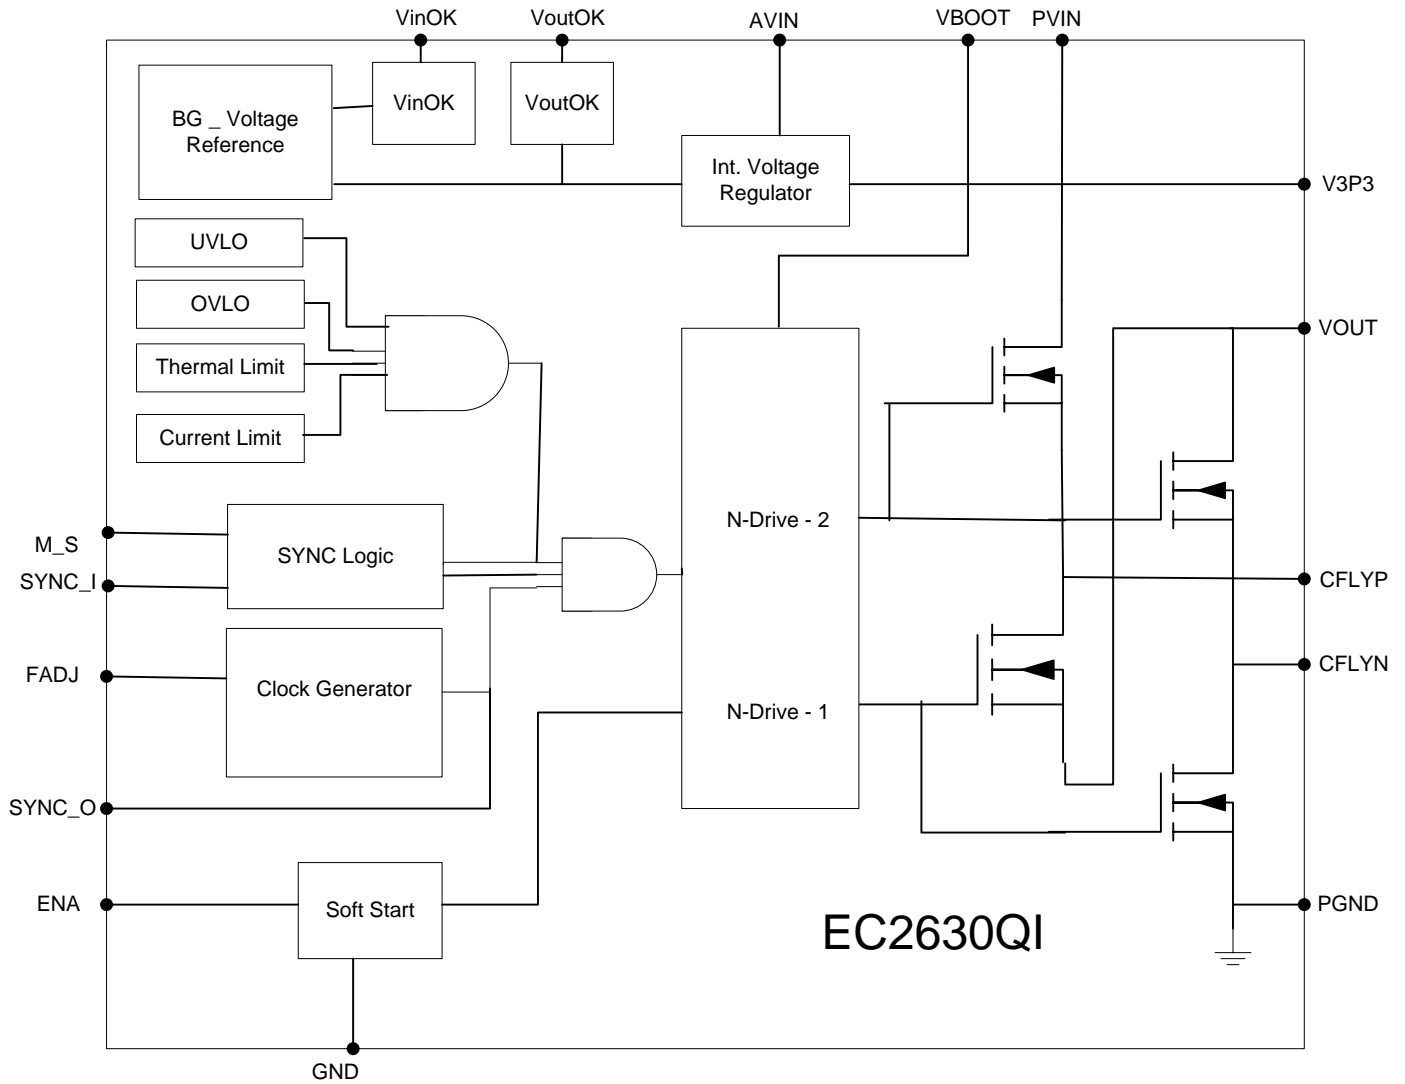 VinOK
VoutOK
AVIN
VBOOT
PVIN
BG _ Voltage
Reference
VinOK
VoutOK
Int. Voltage
Regulator
V3P3
UVLO
OVLO
Thermal Limit
Current Limit
VOUT
M_S
SYNC_I
SYNC Logic
N-Drive - 2
CFLYP
FADJ
Clock Generator
N-Drive - 1
CFLYN
SYNC_O
ENA
Soft Start
EC2630QI
PGND
GND